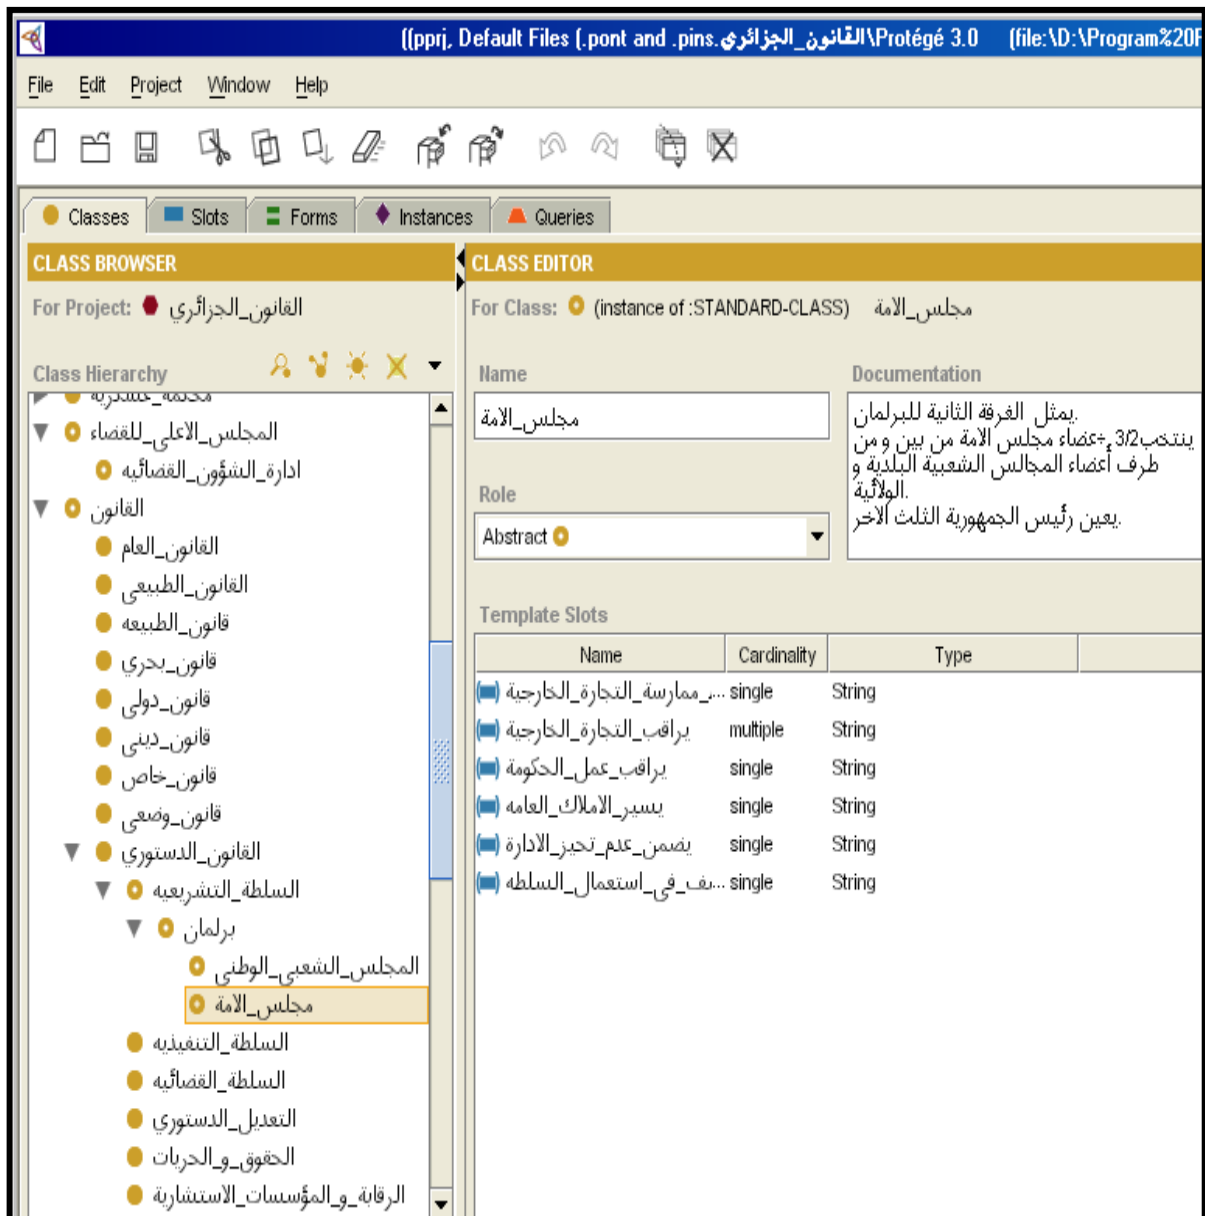 ((pprj, Default Files (.pont and .pins.القانون_الجزائري\Protégé 3.0 (file:\D:\Program%20F
File Edit Project Window Help
Classes Slots Forms Instances Queries
CLASS BROWSER
For Project: القانون_الجزائري
Class Hierarchy
المجلس_الاعلى_للقضاء
ادارة_الشؤون_القضائيه
القانون
القانون_العام
القانون_الطبيعي
قانون_الطبيعه
قانون_بحري
قانون_دولي
قانون_ديني
قانون_خاص
قانون_وضعي
القانون_الدستوري
السلطة_التشريعيه
برلمان
المجلس_الشعبي_الوطني
مجلس_الامة
السلطة_التنفيذيه
السلطة_القضائيه
التعديل_الدستوري
الحقوق_و_الحريات
الرقابة_و_المؤسسات_الاستشارية
CLASS EDITOR
For Class: (instance of :STANDARD-CLASS) مجلس_الامة
Name
مجلس_الامة
Documentation
يمثل الغرفة الثانية للبرلمان.
ينتخب3/2 عضاء مجلس الامة من بين و من
طرف أعضاء المجالس الشعبية البلدية و
الولائية.
يعين رئيس الجمهورية الثلث الاخر.
Role
Abstract
Template Slots
Name Cardinality Type
...ممارسة_التجارة_الخارجية single String
يراقب_التجارة_الخارجية multiple String
يراقب_عمل_الحكومة single String
يسير_الاملاك_العامه single String
يضمن_عدم_تحيز_الادارة single String
...ف_في_استعمال_السلطه single String